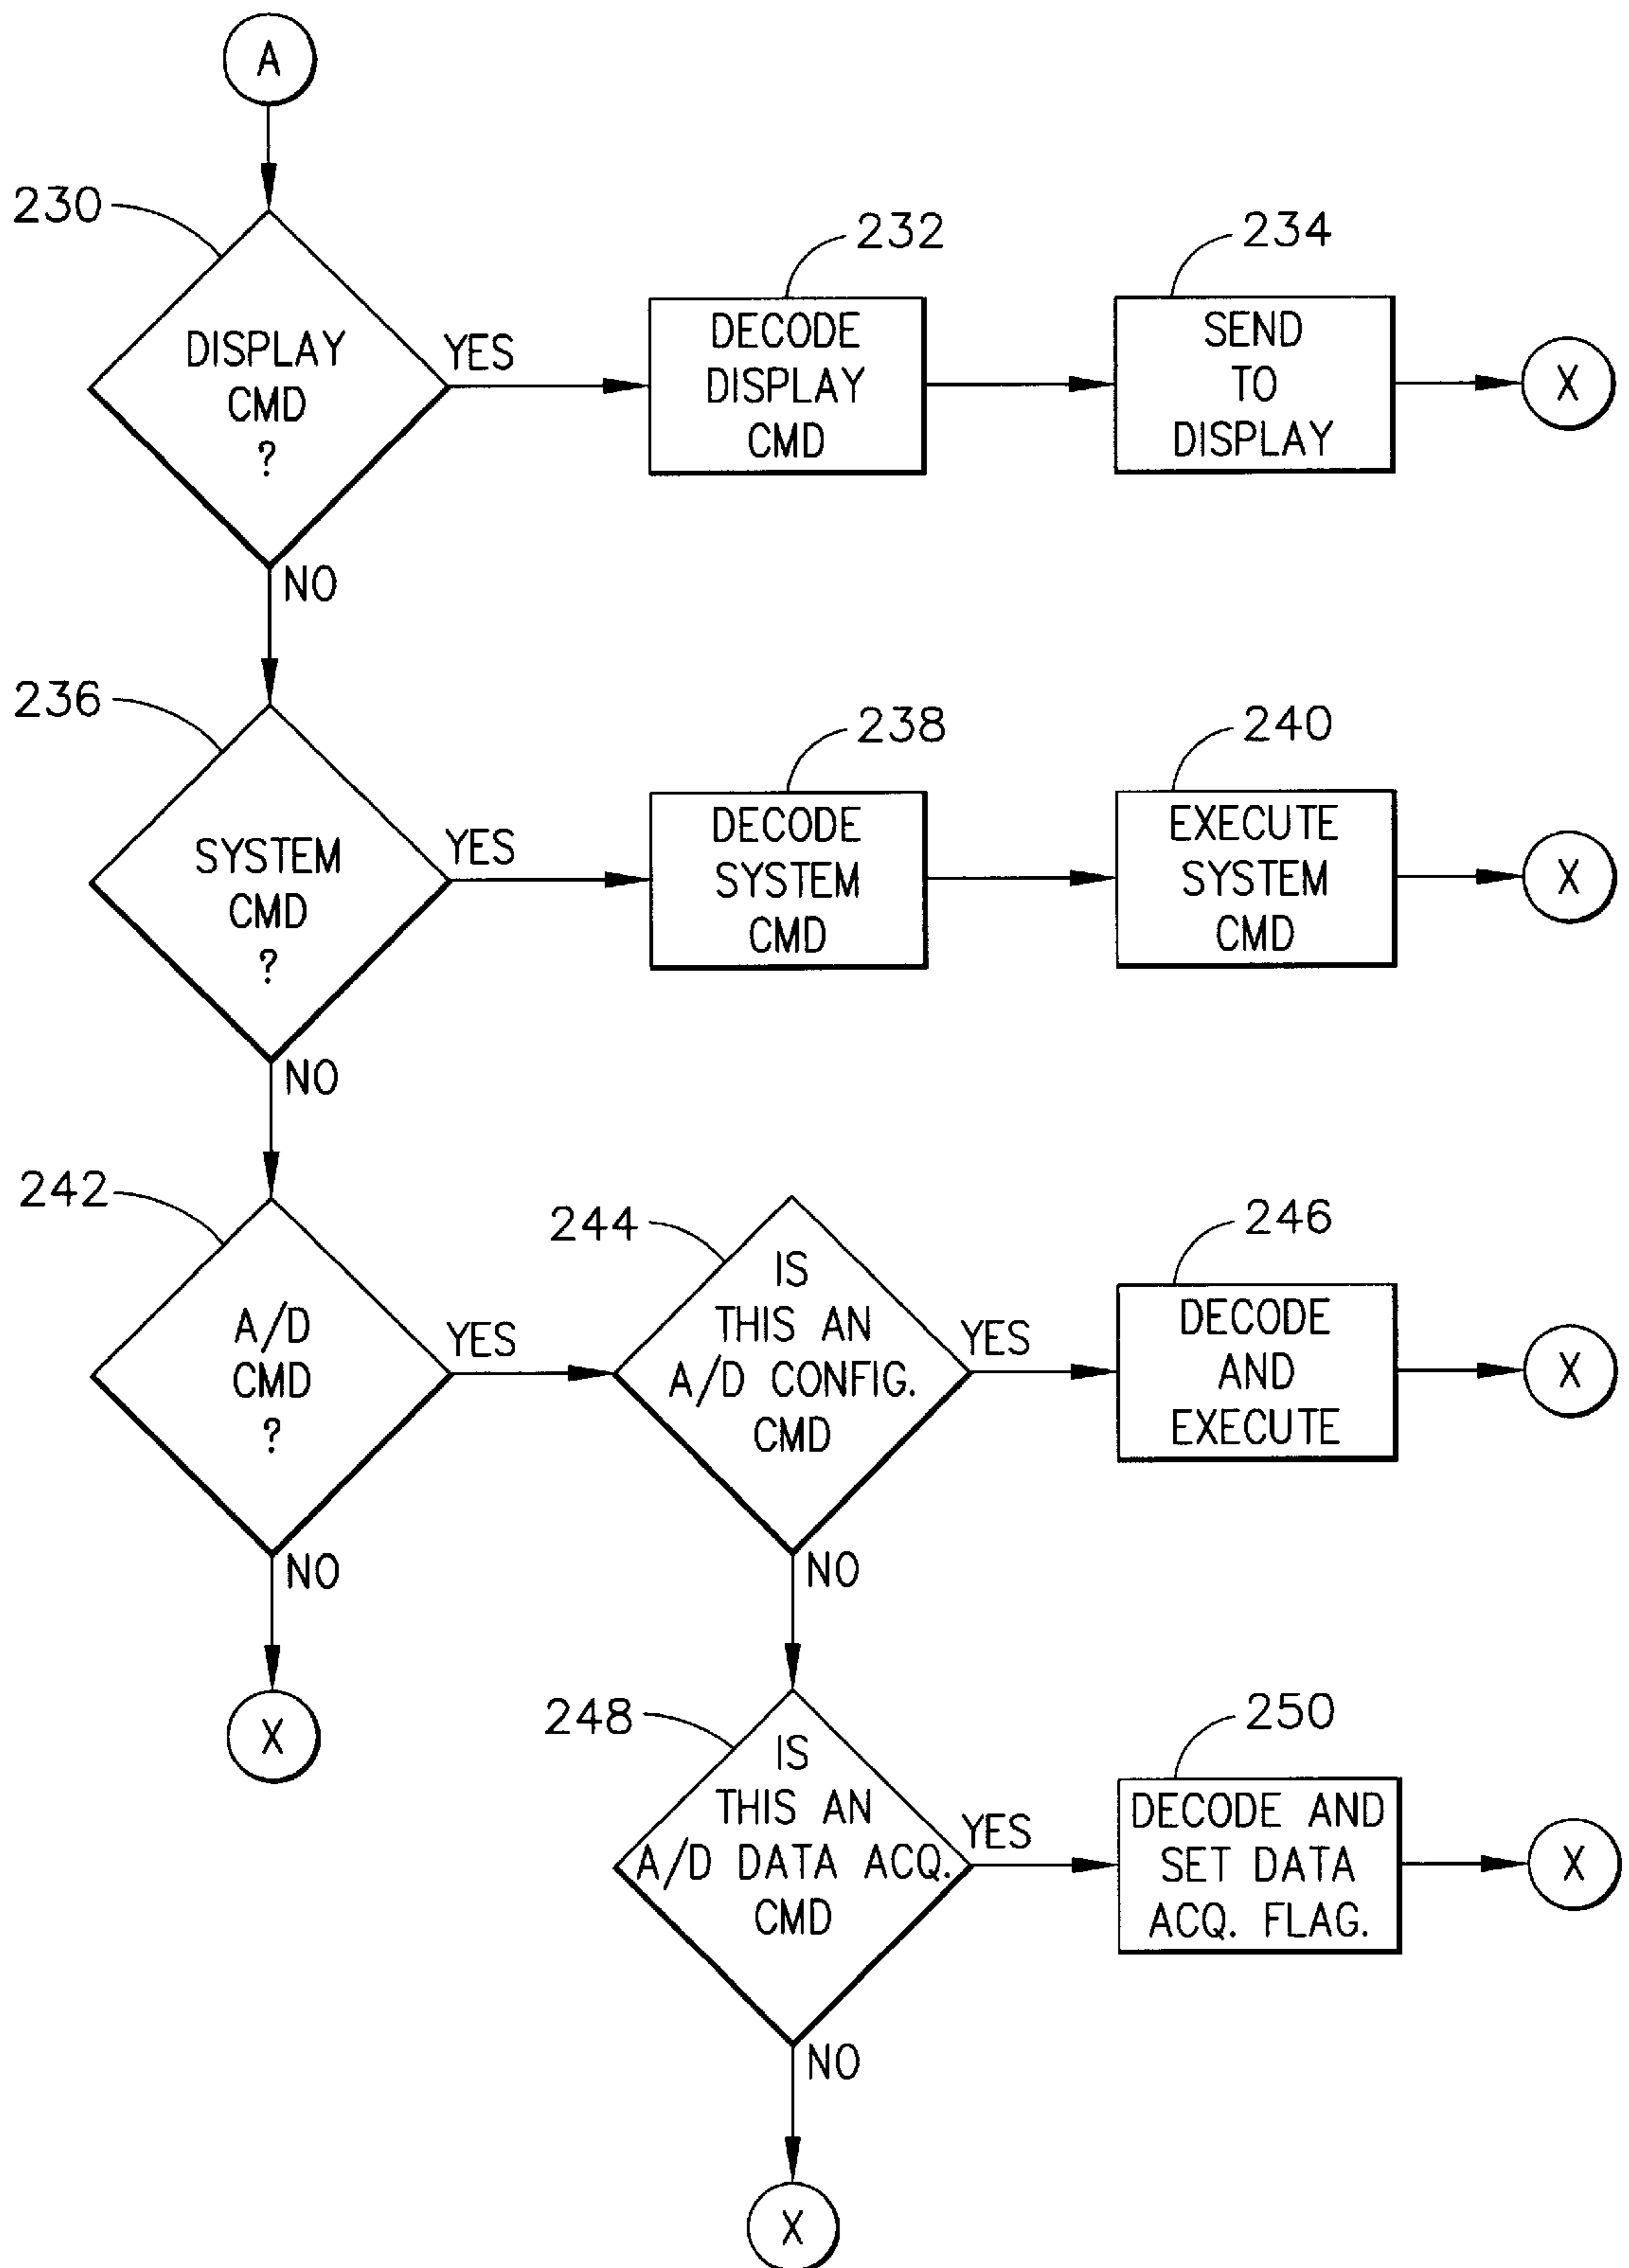 A
230
DISPLAY
CMD
?
YES
NO
232
DECODE
DISPLAY
CMD
234
SEND
TO
DISPLAY
X
236
SYSTEM
CMD
?
YES
NO
238
DECODE
SYSTEM
CMD
240
EXECUTE
SYSTEM
CMD
X
242
A/D
CMD
?
YES
NO
X
244
IS
THIS AN
A/D CONFIG.
CMD
YES
NO
246
DECODE
AND
EXECUTE
X
248
IS
THIS AN
A/D DATA ACQ.
CMD
YES
NO
X
250
DECODE AND
SET DATA
ACQ. FLAG.
X